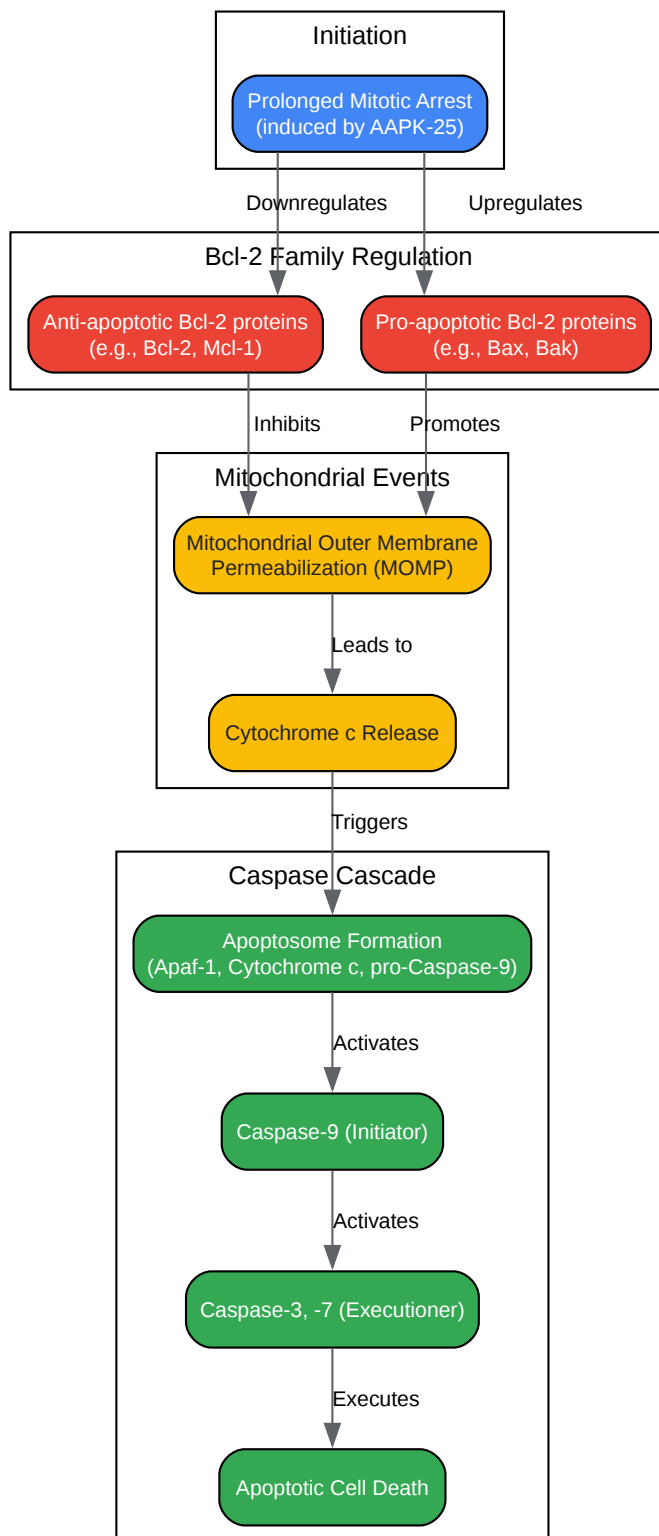 Initiation
Prolonged Mitotic Arrest
(induced by AAPK-25)
Downregulates
Upregulates
Bcl-2 Family Regulation
Anti-apoptotic Bcl-2 proteins
(e.g., Bcl-2, Mcl-1)
Pro-apoptotic Bcl-2 proteins
(e.g., Bax, Bak)
Inhibits
Promotes
Mitochondrial Events
Mitochondrial Outer Membrane
Permeabilization (MOMP)
Leads to
Cytochrome c Release
Triggers
Caspase Cascade
Apoptosome Formation
(Apaf-1, Cytochrome c, pro-Caspase-9)
Activates
Caspase-9 (Initiator)
Activates
Caspase-3, -7 (Executioner)
Executes
Apoptotic Cell Death